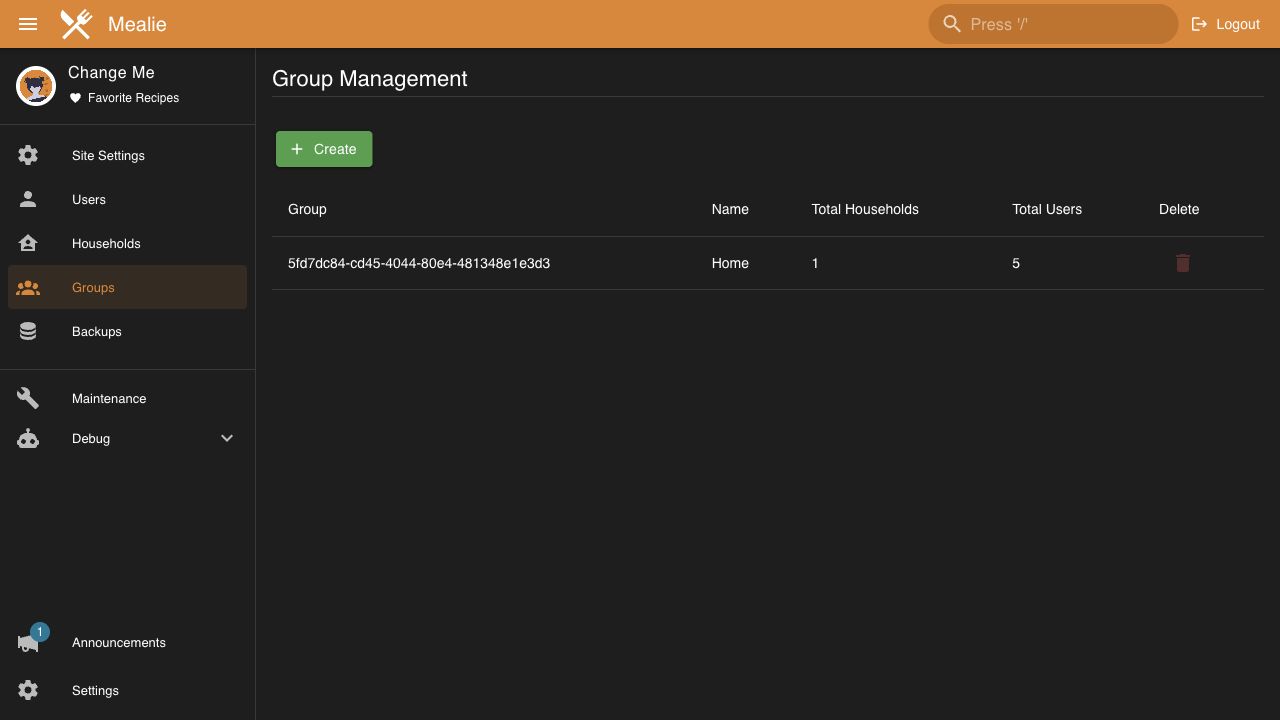 Mealie
Press '/'
Logout
Change Me
Favorite Recipes
Site Settings
Users
Households
Groups
Backups
Maintenance
Debug
1
Announcements
Settings
Group Management
Create
Group Name Total Households Total Users Delete
5fd7dc84-cd45-4044-80e4-481348e1e3d3 Home 1 5